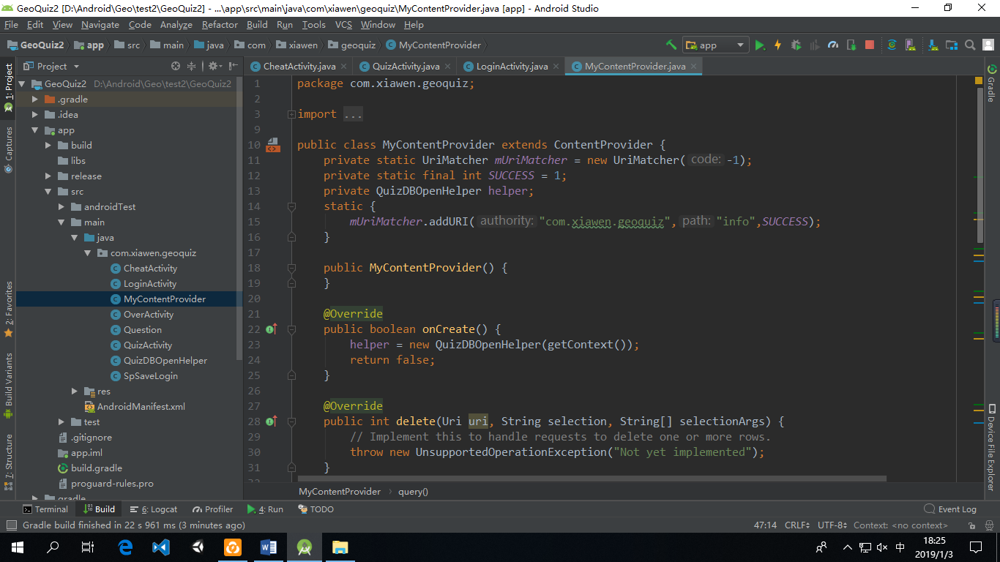 GeoQuiz2 [D:\Android\Geo\test2\GeoQuiz2] - ...\app\src\main\java\com\xiawen\geoquiz\MyContentProvider.java [app] - Android Studio
File Edit View Navigate Code Analyze Refactor Build Run Tools VCS Window Help
GeoQuiz2 app src main java com xiawen geoquiz MyContentProvider app
1: Project
Captures
2: Favorites
Build Variants
7: Structure
Project
GeoQuiz2 D:\Android\Geo\test2\GeoQuiz2
.gradle
.idea
app
build
libs
release
src
androidTest
main
java
com.xiawen.geoquiz
CheatActivity
LoginActivity
MyContentProvider
OverActivity
Question
QuizActivity
QuizDBOpenHelper
SpSaveLogin
res
AndroidManifest.xml
test
.gitignore
app.iml
build.gradle
proguard-rules.pro
gradle
CheatActivity.java QuizActivity.java LoginActivity.java MyContentProvider.java
1 package com.xiawen.geoquiz;
2
3 import ...
9
10 public class MyContentProvider extends ContentProvider {
11 private static UriMatcher mUriMatcher = new UriMatcher( code: -1);
12 private static final int SUCCESS = 1;
13 private QuizDBOpenHelper helper;
14 static {
15 mUriMatcher.addURI( authority: "com.xiawen.geoquiz", path: "info",SUCCESS);
16 }
17
18 public MyContentProvider() {
19 }
20
21 @Override
22 public boolean onCreate() {
23 helper = new QuizDBOpenHelper(getContext());
24 return false;
25 }
26
27 @Override
28 public int delete(Uri uri, String selection, String[] selectionArgs) {
29 // Implement this to handle requests to delete one or more rows.
30 throw new UnsupportedOperationException("Not yet implemented");
31 }
MyContentProvider query()
Gradle
Device File Explorer
Terminal Build 6: Logcat Profiler 4: Run TODO Event Log
Gradle build finished in 22 s 961 ms (3 minutes ago) 47:14 CRLF UTF-8 Context: <no context>
中
18:25
2019/1/3